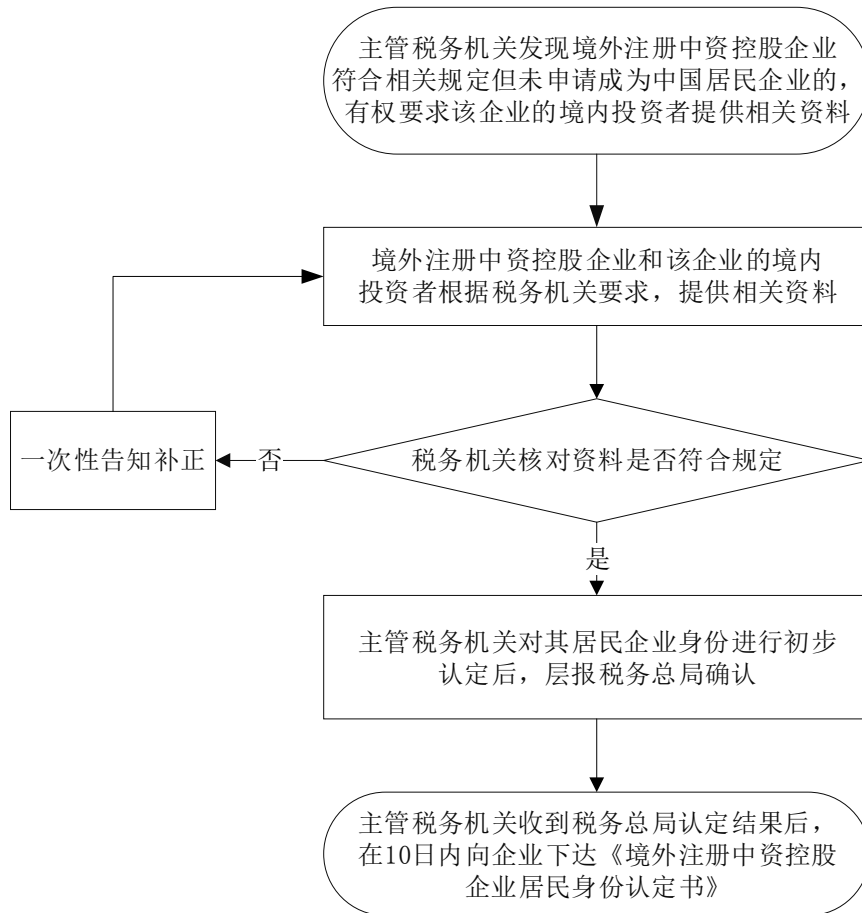 主管税务机关发现境外注册中资控股企业
符合相关规定但未申请成为中国居民企业的，
有权要求该企业的境内投资者提供相关资料
境外注册中资控股企业和该企业的境内
投资者根据税务机关要求，提供相关资料
一次性告知补正
否
税务机关核对资料是否符合规定
是
主管税务机关对其居民企业身份进行初步
认定后，层报税务总局确认
主管税务机关收到税务总局认定结果后，
在10日内向企业下达《境外注册中资控股
企业居民身份认定书》